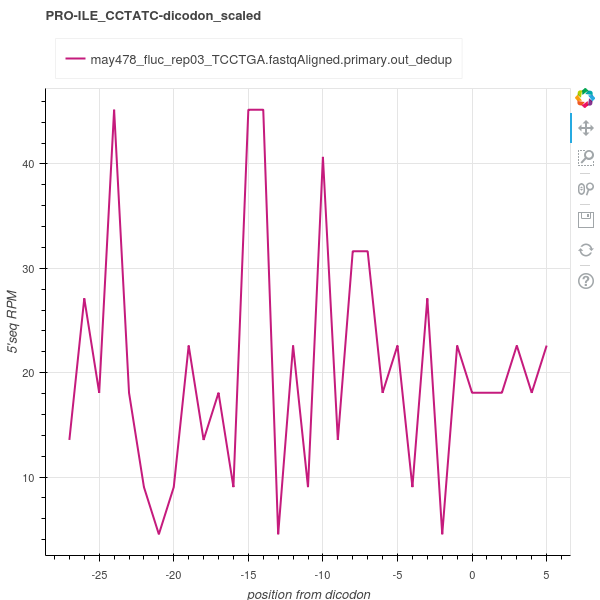 PRO-ILE_CCTATC-dicodon_scaled
may478_fluc_rep03_TCCTGA.fastqAligned.primary.out_dedup
40
30
20
10
5'seq RPM
-25 -20 -15 -10 -5 0 5
position from dicodon